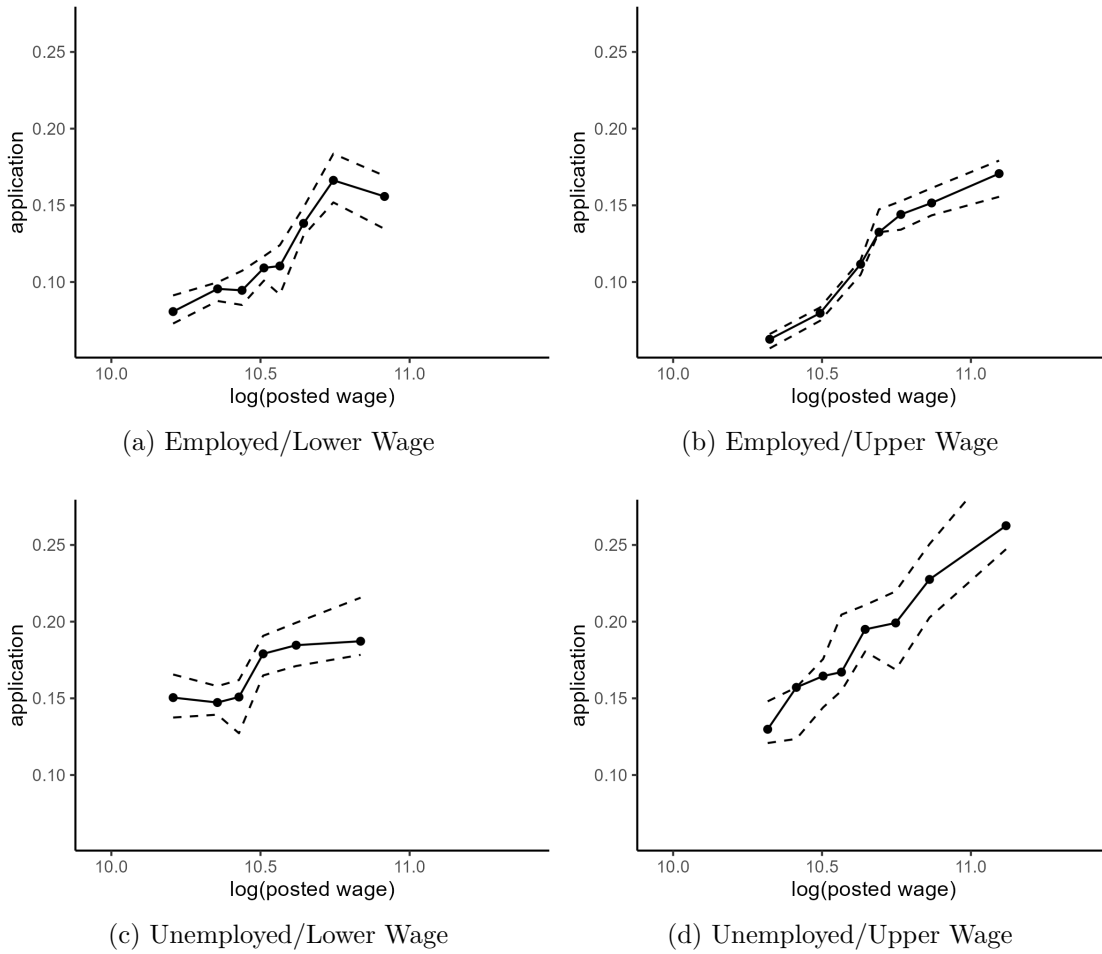 0.25
0.20
0.15
0.10
application
10.0 10.5 11.0
log(posted wage)
(a) Employed/Lower Wage
0.25
0.20
0.15
0.10
application
10.0 10.5 11.0
log(posted wage)
(b) Employed/Upper Wage
0.25
0.20
0.15
0.10
application
10.0 10.5 11.0
log(posted wage)
(c) Unemployed/Lower Wage
0.25
0.20
0.15
0.10
application
10.0 10.5 11.0
log(posted wage)
(d) Unemployed/Upper Wage